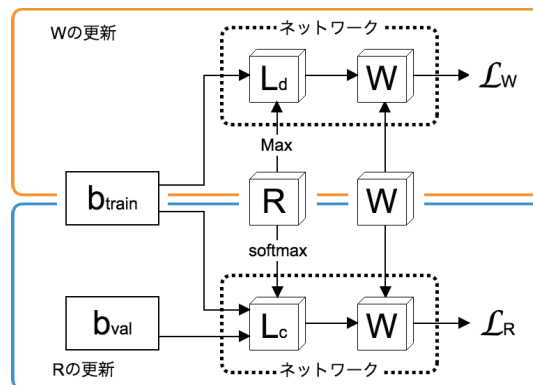 Wの更新
ネットワーク
Ld
W
ℒW
Max
btrain
R
W
softmax
bval
Lc
W
ℒR
Rの更新
ネットワーク